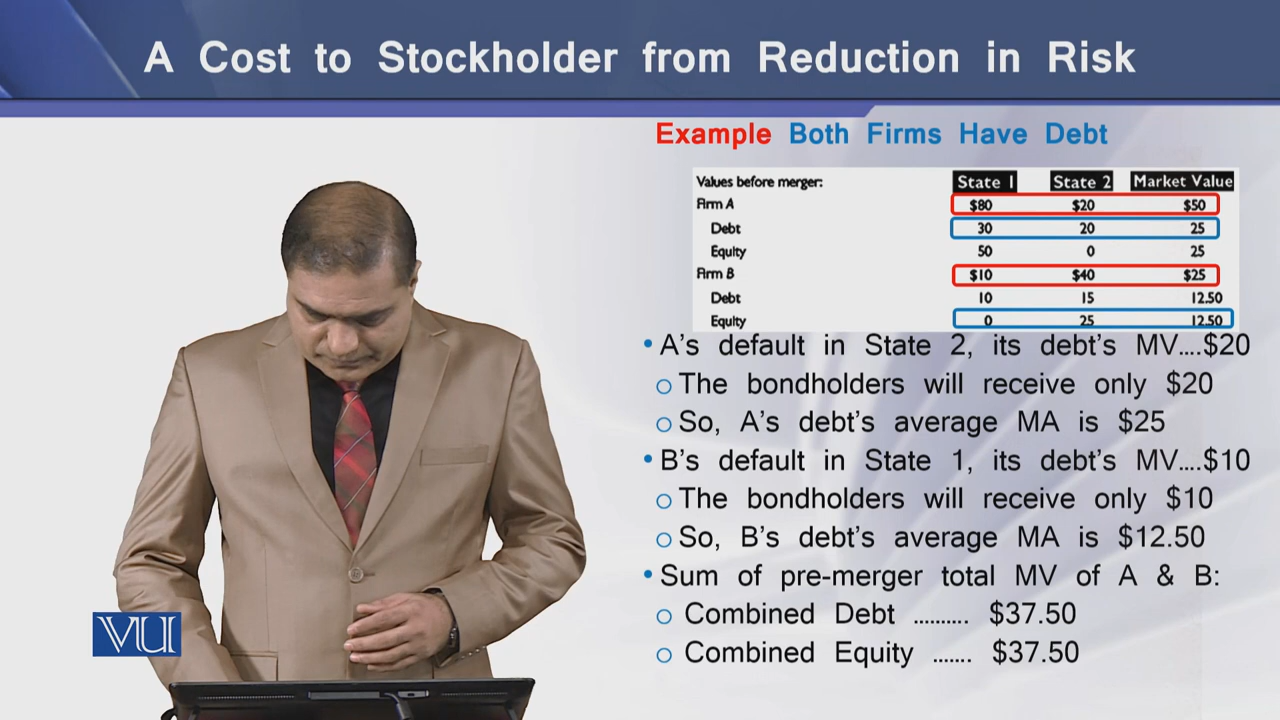 A Cost to Stockholder from Reduction in Risk
Example Both Firms Have Debt
Values before merger: State 1 State 2 Market Value
Firm A $80 $20 $50
Debt 30 20 25
Equity 50 0 25
Firm B $10 $40 $25
Debt 10 15 12.50
Equity 0 25 12.50
• A's default in State 2, its debt's MV....$20
o The bondholders will receive only $20
o So, A's debt's average MA is $25
• B's default in State 1, its debt's MV....$10
o The bondholders will receive only $10
o So, B's debt's average MA is $12.50
• Sum of pre-merger total MV of A & B:
o Combined Debt .......... $37.50
o Combined Equity ....... $37.50
VU